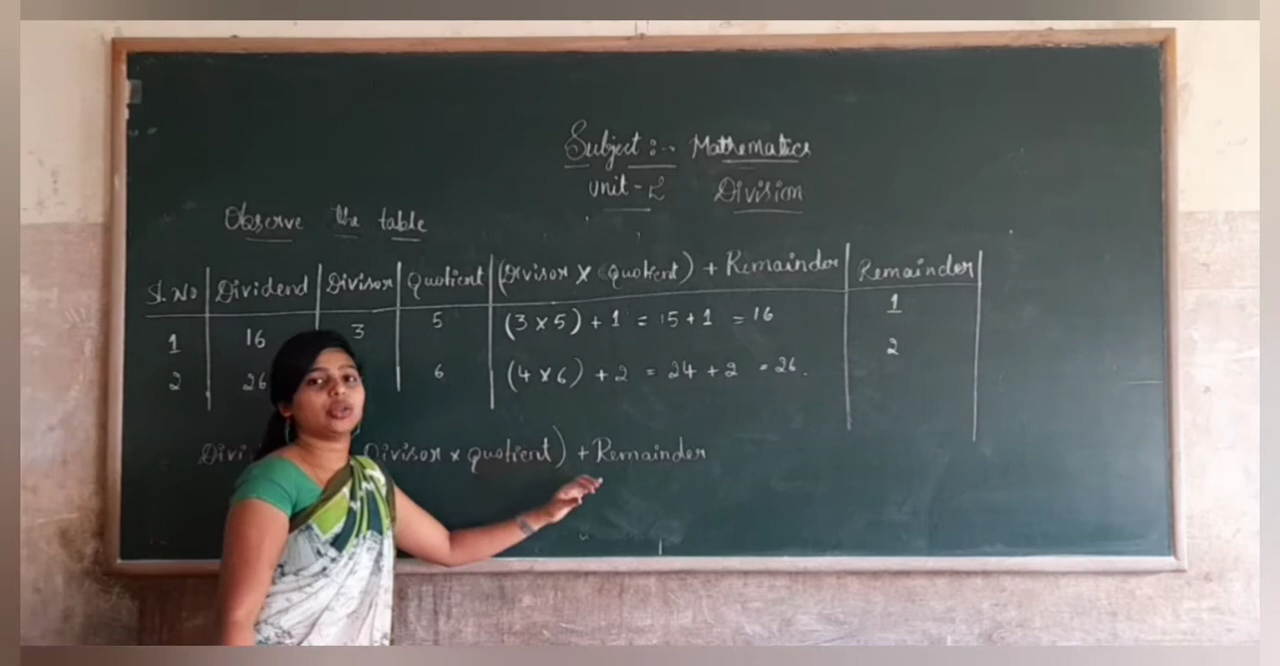 Subject :- Mathematics
Unit - 2 Division
Observe the table
Sl. No Dividend Divisor Quotient (Divisor X Quotient) + Remainder Remainder
1 16 3 5 (3 x 5) + 1 = 15 + 1 = 16 1
2 26 6 (4 x 6) + 2 = 24 + 2 = 26. 2
Divi Divisor x quotient) + Remainder